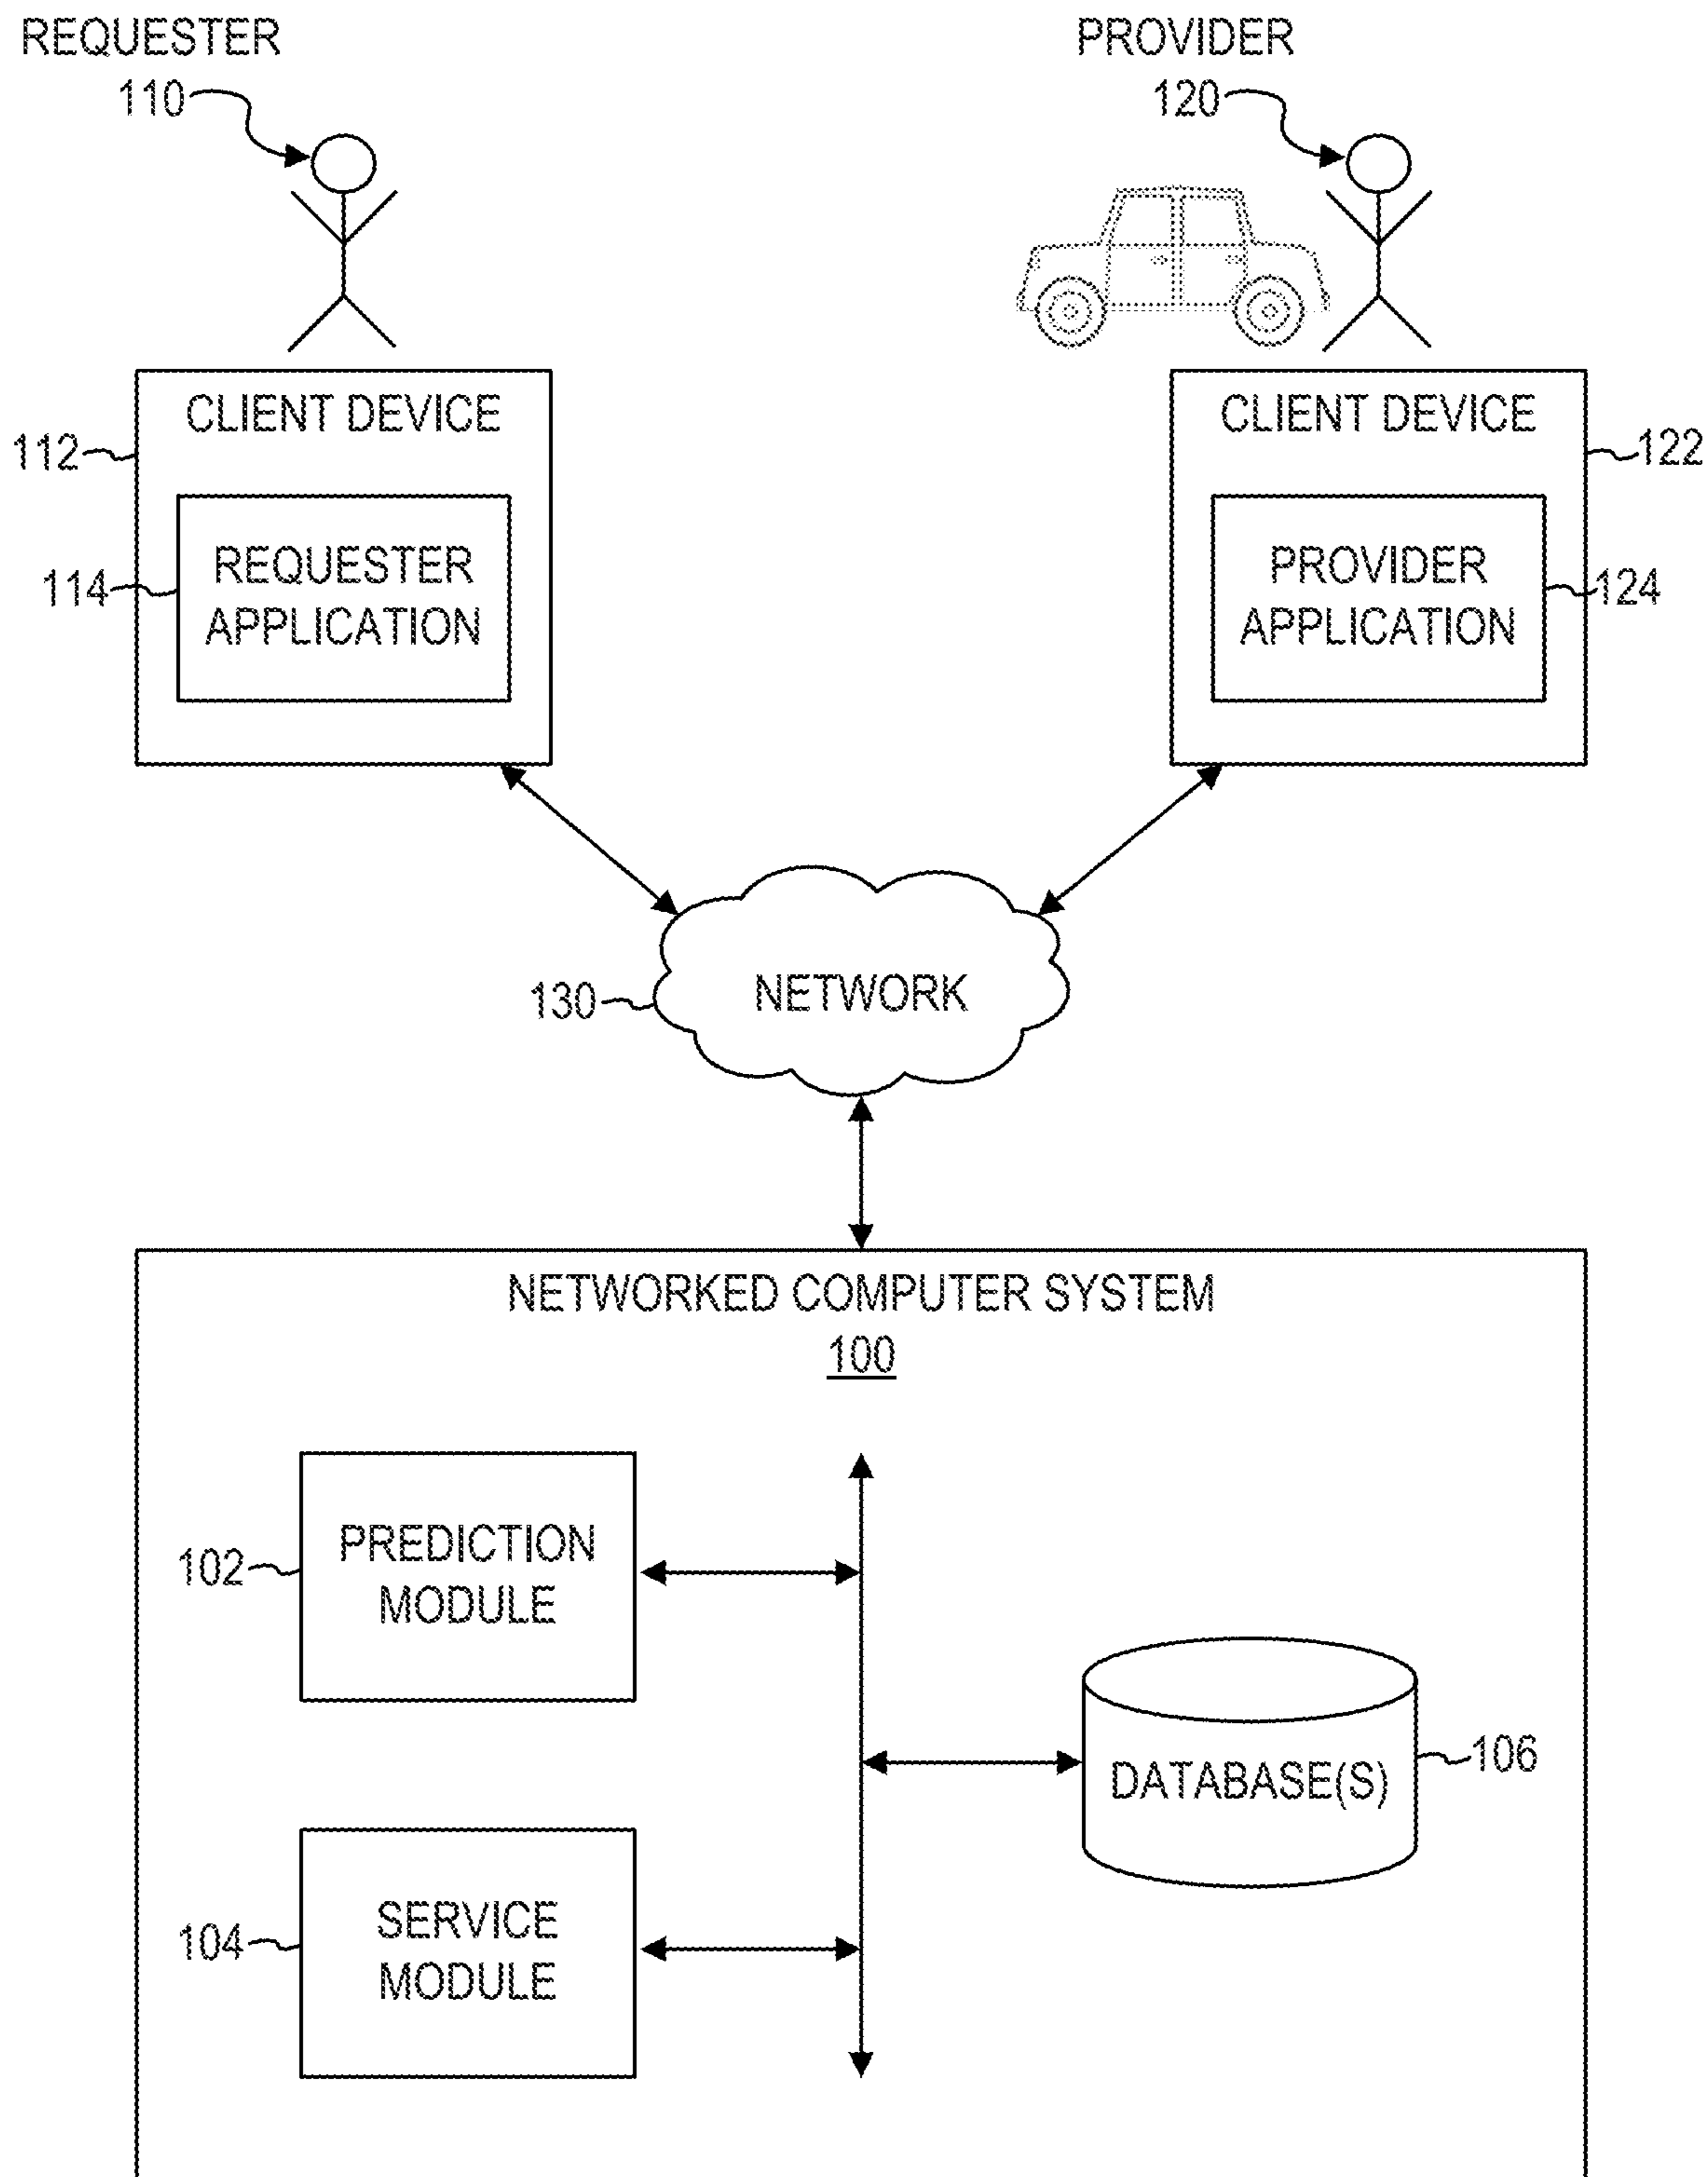 REQUESTER
110
PROVIDER
120
CLIENT DEVICE
112
REQUESTER
APPLICATION
114
CLIENT DEVICE
122
PROVIDER
APPLICATION
124
NETWORK
130
NETWORKED COMPUTER SYSTEM
100
PREDICTION
MODULE
102
DATABASE(S)
106
SERVICE
MODULE
104